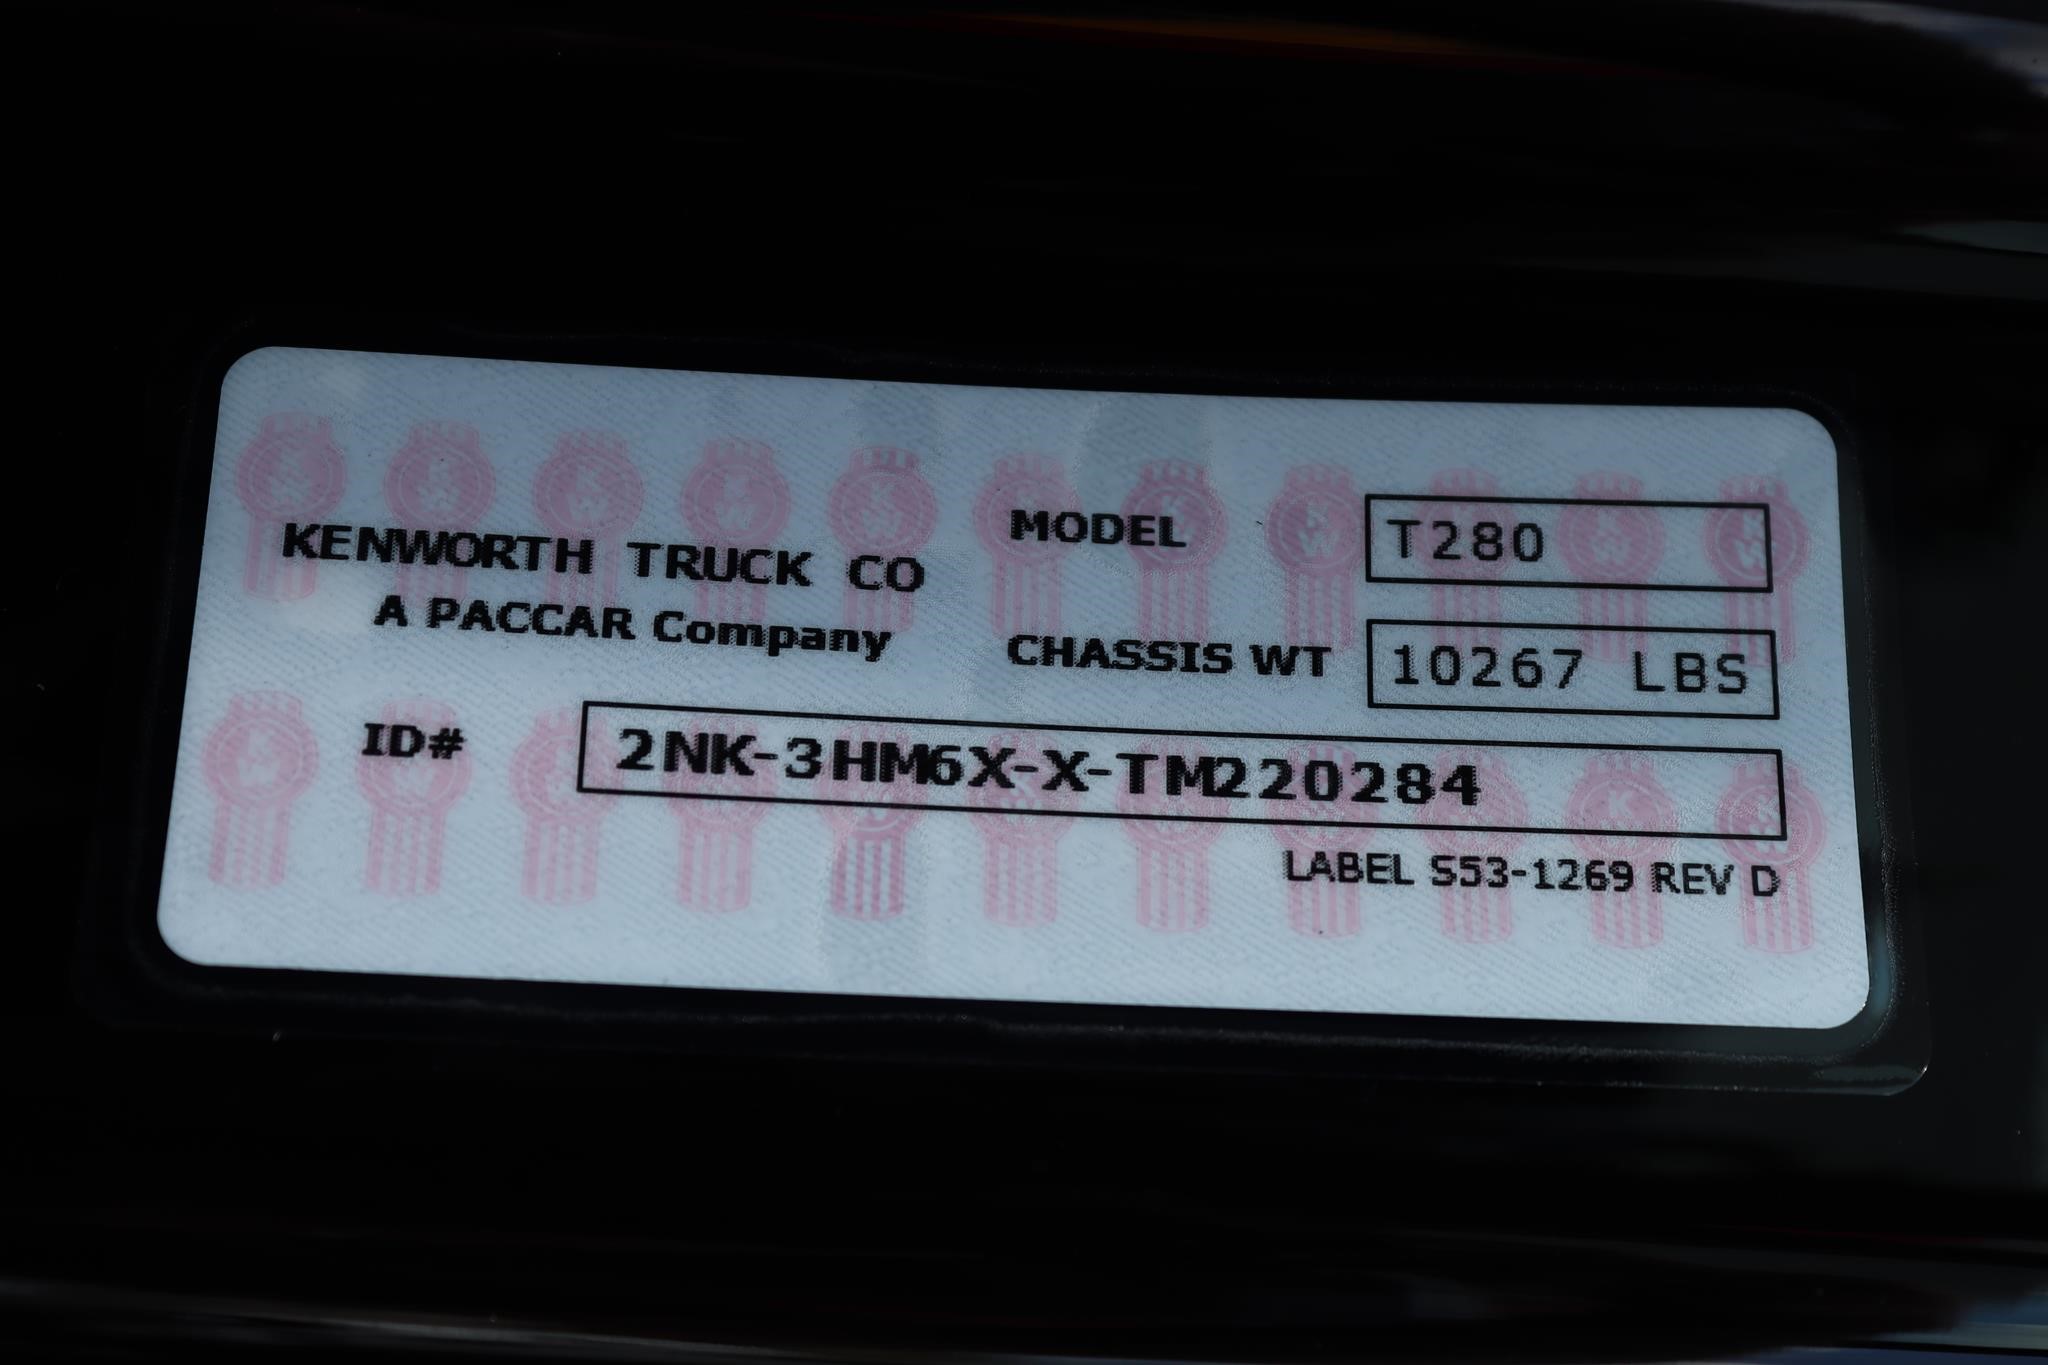 KENWORTH TRUCK CO
A PACCAR Company
MODEL T280
CHASSIS WT 10267 LBS
ID# 2NK-3HM6X-X-TM220284
LABEL S53-1269 REV D